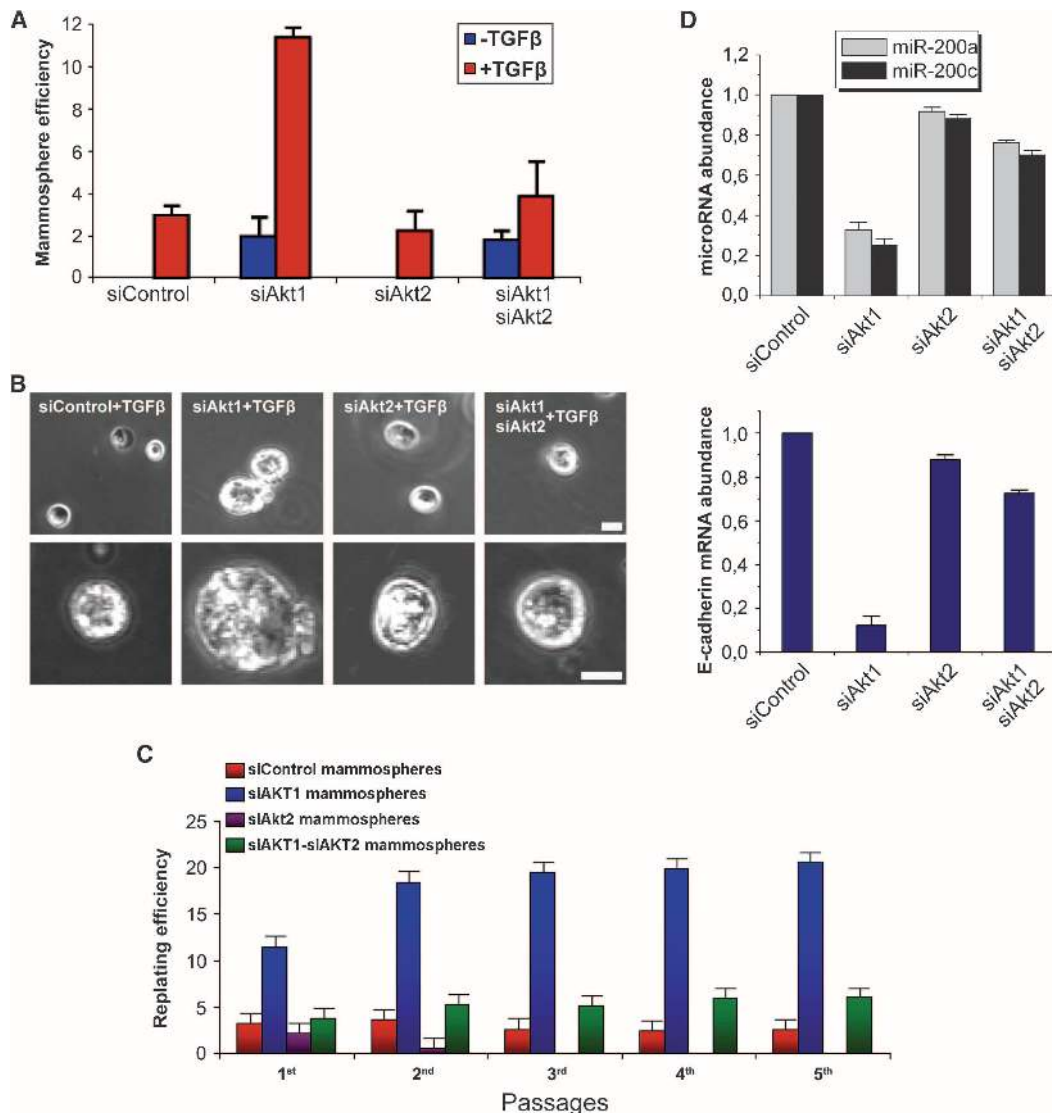 A
Mammosphere efficiency
12
10
8
6
4
2
0
-TGFβ
+TGFβ
siControl
siAkt1
siAkt2
siAkt1
siAkt2
B
siControl+TGFβ
siAkt1+TGFβ
siAkt2+TGFβ
siAkt1
siAkt2 +TGFβ
C
siControl mammospheres
siAKT1 mammospheres
siAkt2 mammospheres
siAKT1-siAKT2 mammospheres
Replating efficiency
25
20
15
10
5
0
1st
2nd
3rd
4th
5th
Passages
D
miR-200a
miR-200c
microRNA abundance
1,2
1,0
0,8
0,6
0,4
0,2
0,0
siControl
siAkt1
siAkt2
siAkt1
siAkt2
E-cadherin mRNA abundance
1,0
0,8
0,6
0,4
0,2
0,0
siControl
siAkt1
siAkt2
siAkt1
siAkt2